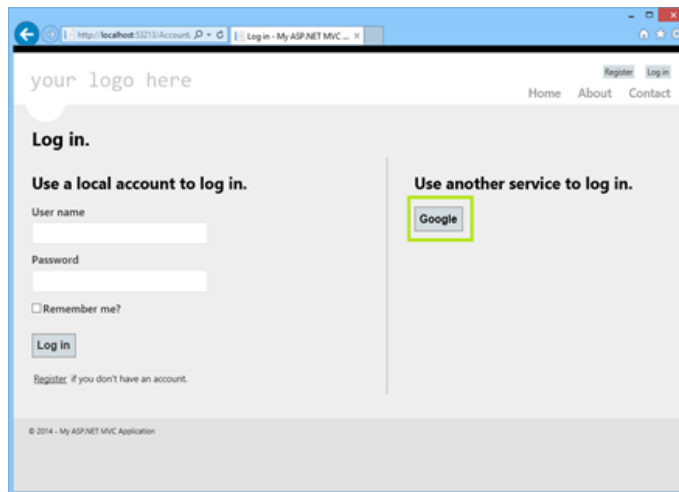 http://localhost:53213/Account
Log in - My ASP.NET MVC ...
Register Log in
your logo here
Home About Contact
Log in.
Use a local account to log in.
User name
Password
Remember me?
Log in
Register if you don't have an account.
Use another service to log in.
Google
© 2014 - My ASP.NET MVC Application